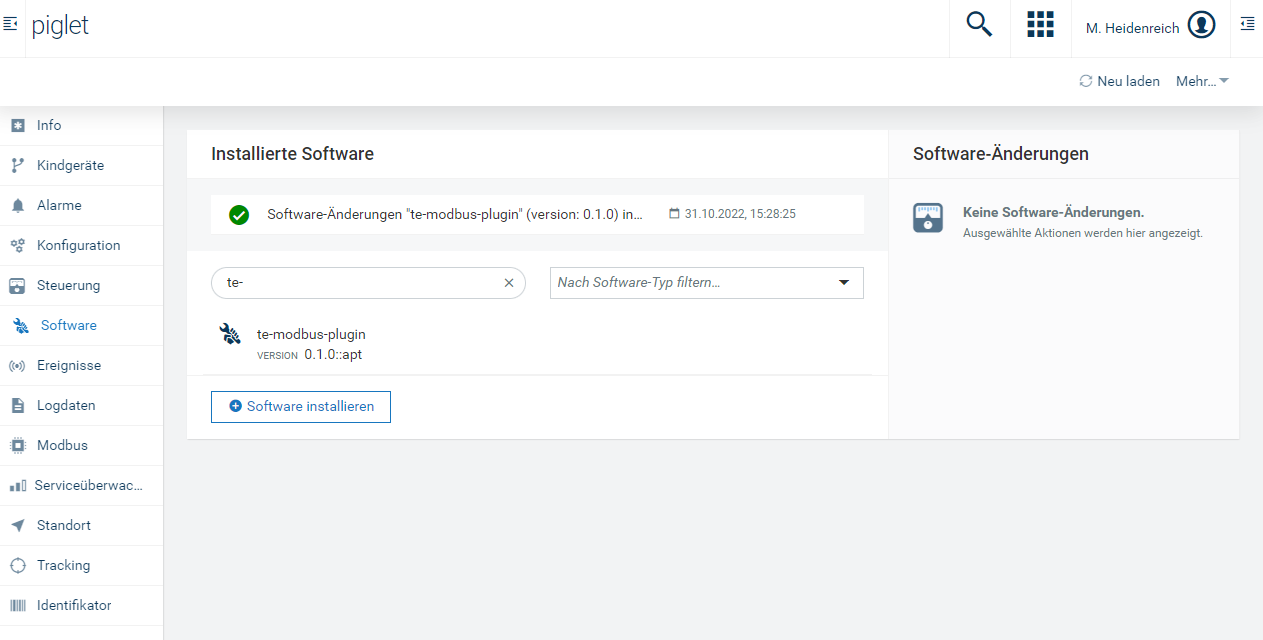 piglet
M. Heidenreich
Neu laden
Mehr...
Info
Kindgeräte
Alarme
Konfiguration
Steuerung
Software
Ereignisse
Logdaten
Modbus
Serviceüberwac...
Standort
Tracking
Identifikator
Installierte Software
Software-Änderungen "te-modbus-plugin" (version: 0.1.0) in...
31.10.2022, 15:28:25
te-
Nach Software-Typ filtern...
te-modbus-plugin
VERSION 0.1.0::apt
Software installieren
Software-Änderungen
Keine Software-Änderungen.
Ausgewählte Aktionen werden hier angezeigt.